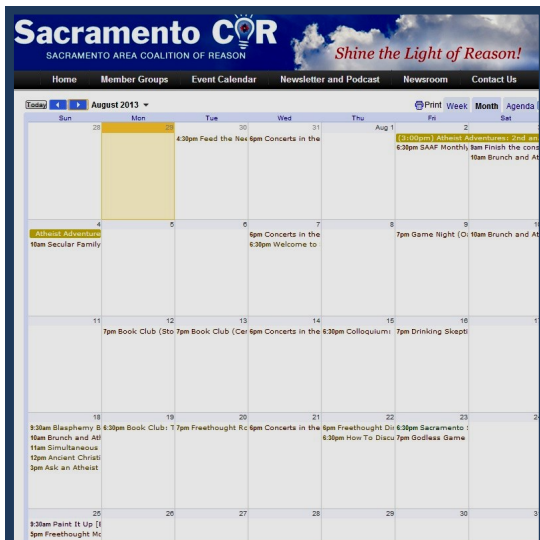 Sacramento COR
SACRAMENTO AREA COALITION OF REASON
Shine the Light of Reason!
Home Member Groups Event Calendar Newsletter and Podcast Newsroom Contact Us
Today August 2013 Print Week Month Agenda
Sun Mon Tue Wed Thu Fri Sat
28 29 30 31 Aug 1 2
4:30pm Feed the Nee 6pm Concerts in the (3:00pm) Atheist Adventures: 2nd an
6:30pm SAAF Monthly 9am Finish the cons
10am Brunch and At
4 5 6 7 8 9 10
Atheist Adventure 6pm Concerts in the 7pm Game Night (O 10am Brunch and At
10am Secular Family 6:30pm Welcome to
11 12 13 14 15 16 17
7pm Book Club (Sto 7pm Book Club (Cer 6pm Concerts in the 6:30pm Colloquium: 7pm Drinking Skepti
18 19 20 21 22 23 24
9:30am Blasphemy B 6:30pm Book Club: T 7pm Freethought Ro 6pm Concerts in the 6pm Freethought Di 6:30pm Sacramento
10am Brunch and Ath 6:30pm How To Discu 7pm Godless Game
11am Simultaneous
12pm Ancient Christi
3pm Ask an Atheist
25 26 27 28 29 30 31
9:30am Paint It Up [
5pm Freethought Mo